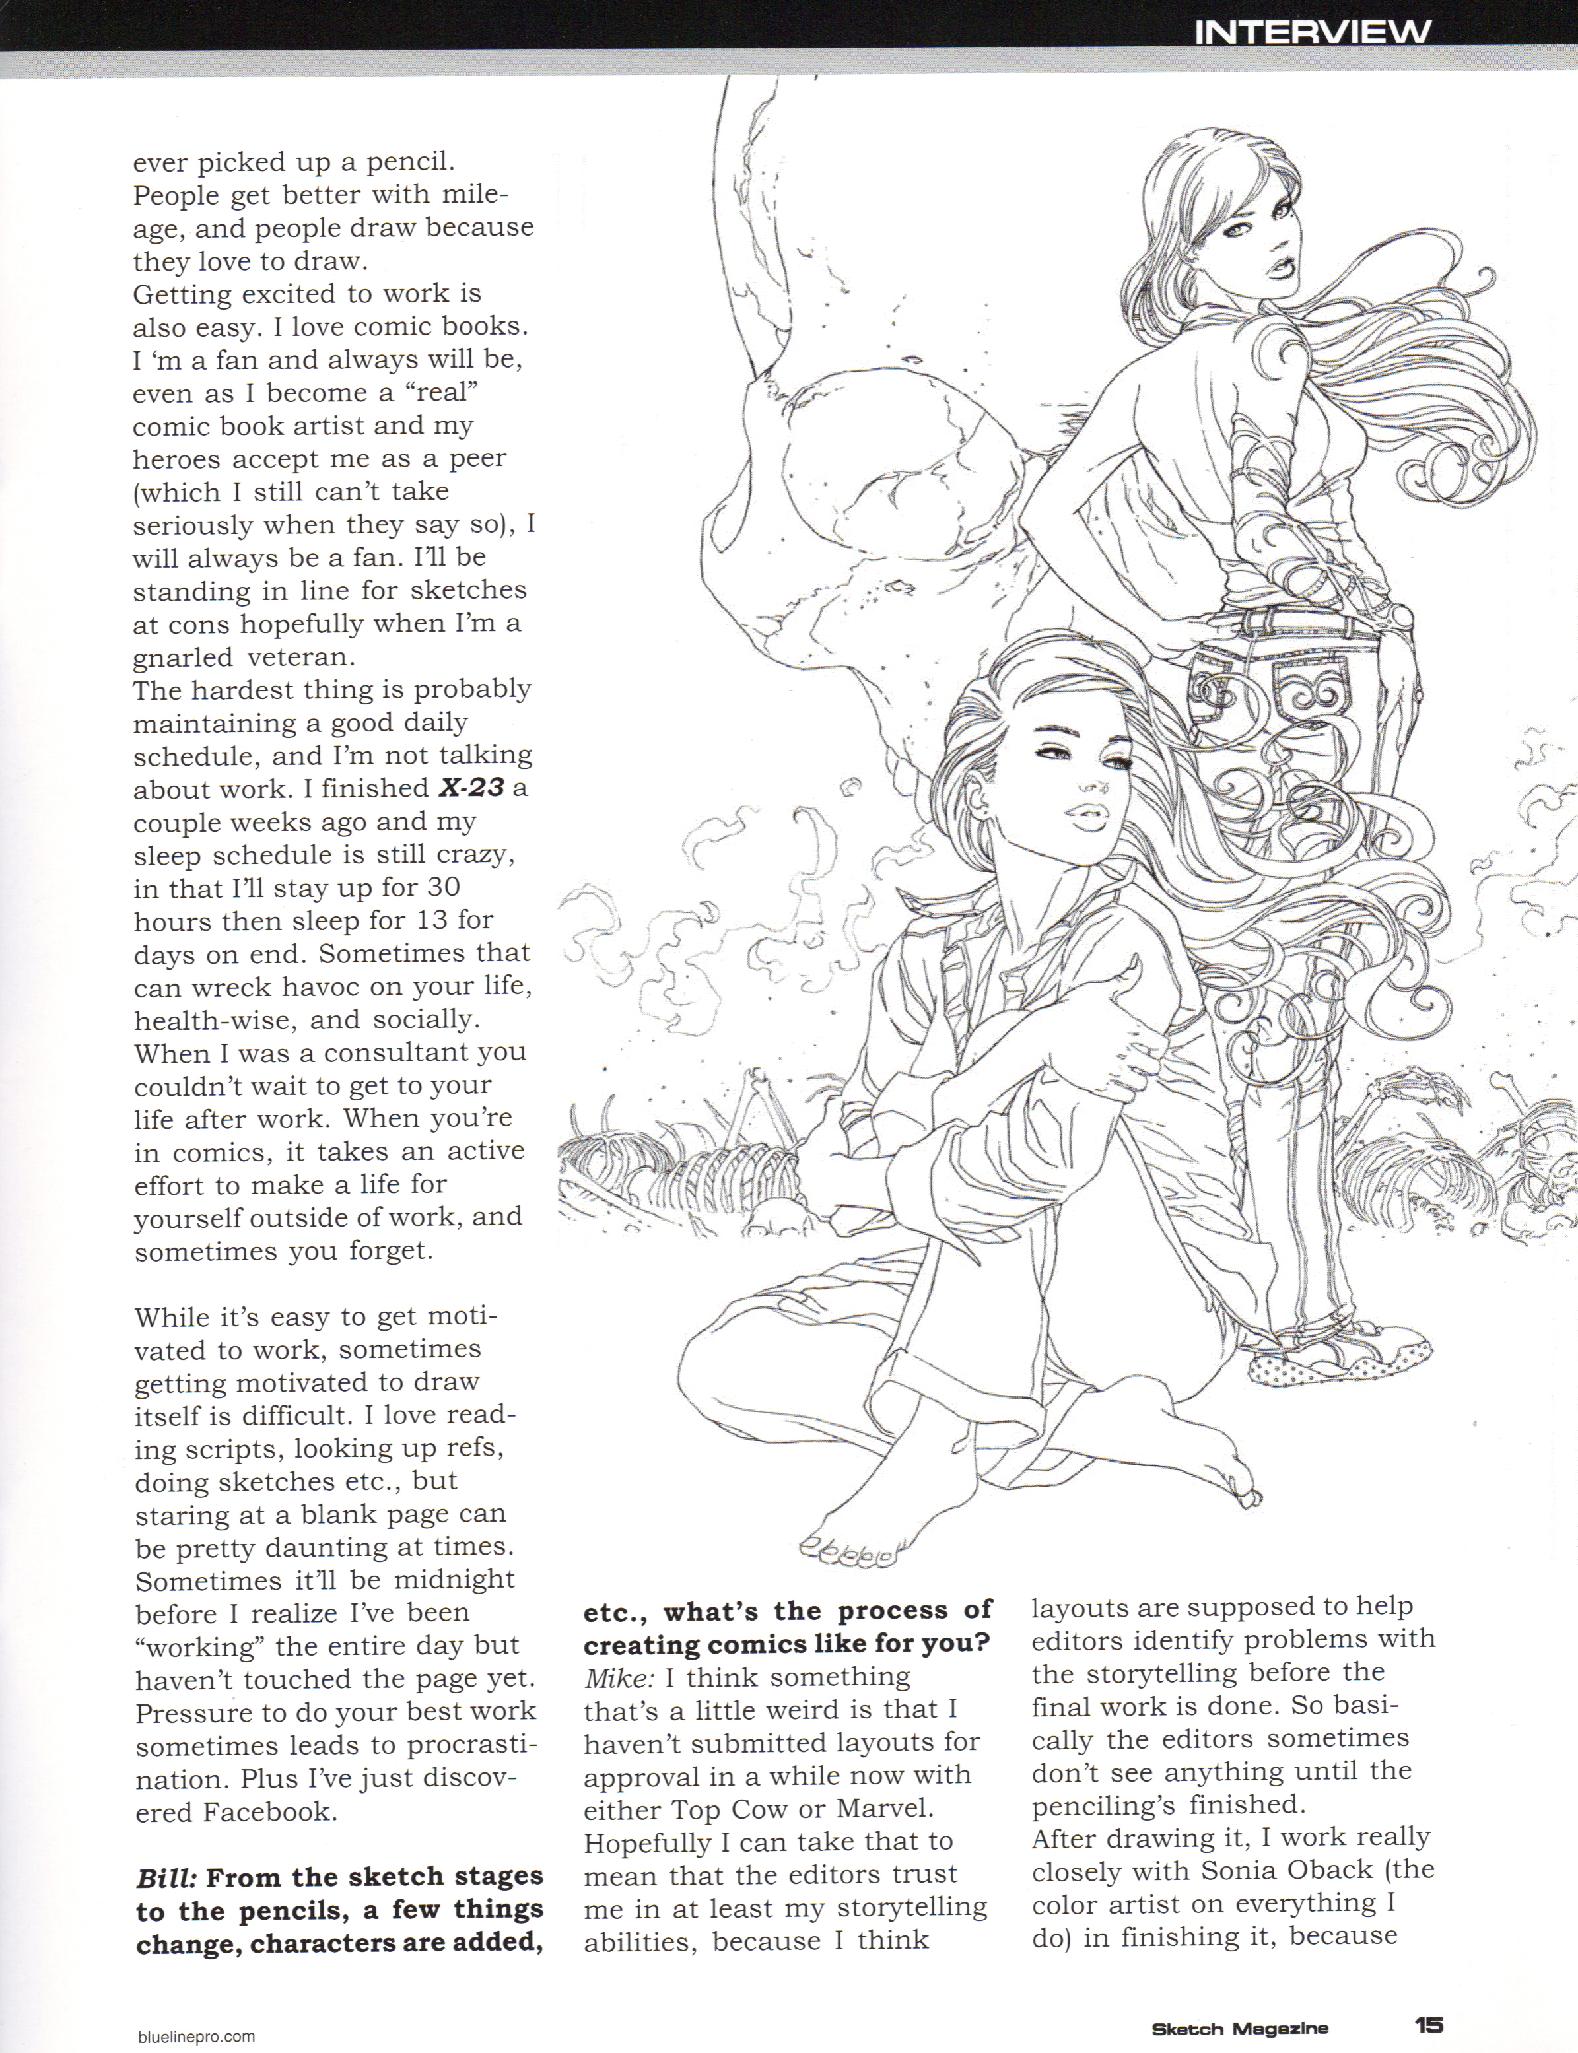 INTERVIEW
ever picked up a pencil.
People get better with mile-
age, and people draw because
they love to draw.
Getting excited to work is
also easy. I love comic books.
I ‘m a fan and always will be,
even as I become a “real”
comic book artist and my
heroes accept me as a peer
(which I still can’t take
seriously when they say so), I
will always be a fan. I’ll be
standing in line for sketches
at cons hopefully when I’m a
gnarled veteran.
The hardest thing is probably
maintaining a good daily
schedule, and I’m not talking
about work. I finished X-23 a
couple weeks ago and my
sleep schedule is still crazy,
in that I’ll stay up for 30
hours then sleep for 13 for
days on end. Sometimes that
can wreck havoc on your life,
health-wise, and socially.
When I was a consultant you
couldn’t wait to get to your
life after work. When you’re
in comics, it takes an active
effort to make a life for
yourself outside of work, and
sometimes you forget.
While it’s easy to get moti-
vated to work, sometimes
getting motivated to draw
itself is difficult. I love read-
ing scripts, looking up refs,
doing sketches etc., but
staring at a blank page can
be pretty daunting at times.
Sometimes it’ll be midnight
before I realize I’ve been
“working” the entire day but
haven’t touched the page yet.
Pressure to do your best work
sometimes leads to procrasti-
nation. Plus I’ve just discov-
ered Facebook.
Bill: From the sketch stages
to the pencils, a few things
change, characters are added,
etc., what’s the process of
creating comics like for you?
Mike: I think something
that’s a little weird is that I
haven’t submitted layouts for
approval in a while now with
either Top Cow or Marvel.
Hopefully I can take that to
mean that the editors trust
me in at least my storytelling
abilities, because I think
layouts are supposed to help
editors identify problems with
the storytelling before the
final work is done. So basi-
cally the editors sometimes
don’t see anything until the
penciling’s finished.
After drawing it, I work really
closely with Sonia Oback (the
color artist on everything I
do) in finishing it, because
bluelinepro.com
Sketch Magazine 15